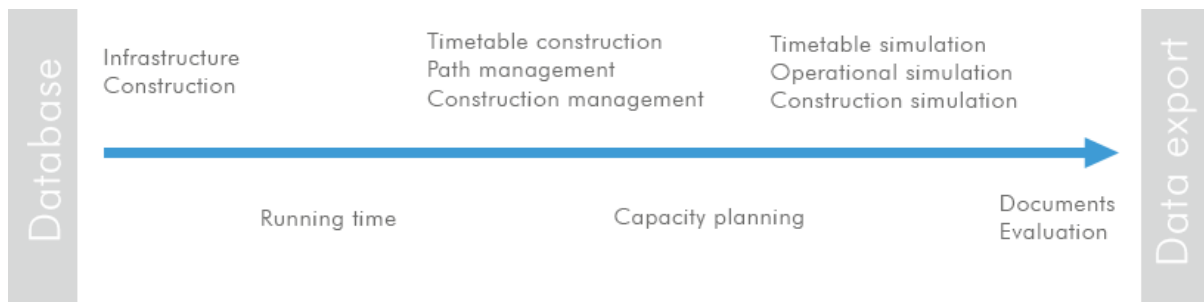 Database
Infrastructure
Construction
Timetable construction
Path management
Construction management
Timetable simulation
Operational simulation
Construction simulation
Running time
Capacity planning
Documents
Evaluation
Data export